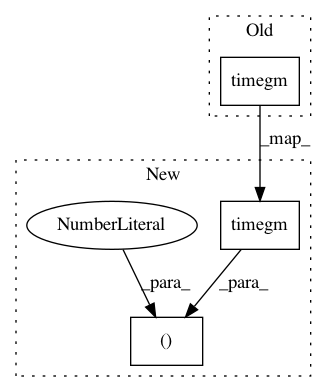 Old
timegm
_map_
New
NumberLiteral
timegm
_para_
_para_
()